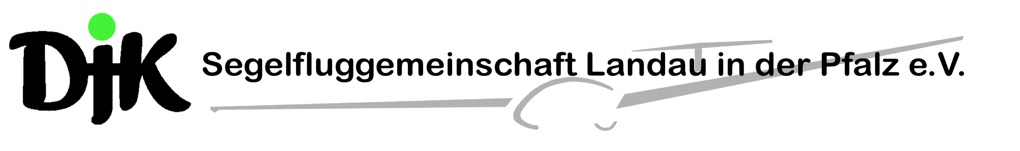 DJK Segelfluggemeinschaft Landau in der Pfalz e.V.